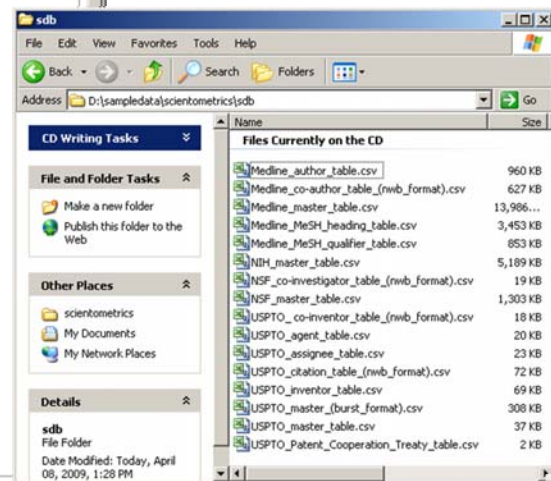 sdb
File Edit View Favorites Tools Help
Back Search Folders
Address D:\sampledata\scientometrics\sdb Go
CD Writing Tasks
File and Folder Tasks
Make a new folder
Publish this folder to the
Web
Other Places
scientometrics
My Documents
My Network Places
Details
sdb
File Folder
Date Modified: Today, April
08, 2009, 1:28 PM
Name Size
Files Currently on the CD
Medline_author_table.csv 960 KB
Medline_co-author_table_(nwb_format).csv 627 KB
Medline_master_table.csv 13,986...
Medline_MeSH_heading_table.csv 3,453 KB
Medline_MeSH_qualifier_table.csv 853 KB
NIH_master_table.csv 5,189 KB
NSF_co-investigator_table_(nwb_format).csv 19 KB
NSF_master_table.csv 1,303 KB
USPTO_co-inventor_table_(nwb_format).csv 18 KB
USPTO_agent_table.csv 20 KB
USPTO_assignee_table.csv 23 KB
USPTO_citation_table_(nwb_format).csv 72 KB
USPTO_inventor_table.csv 69 KB
USPTO_master_(burst_format).csv 308 KB
USPTO_master_table.csv 37 KB
USPTO_Patent_Cooperation_Treaty_table.csv 2 KB